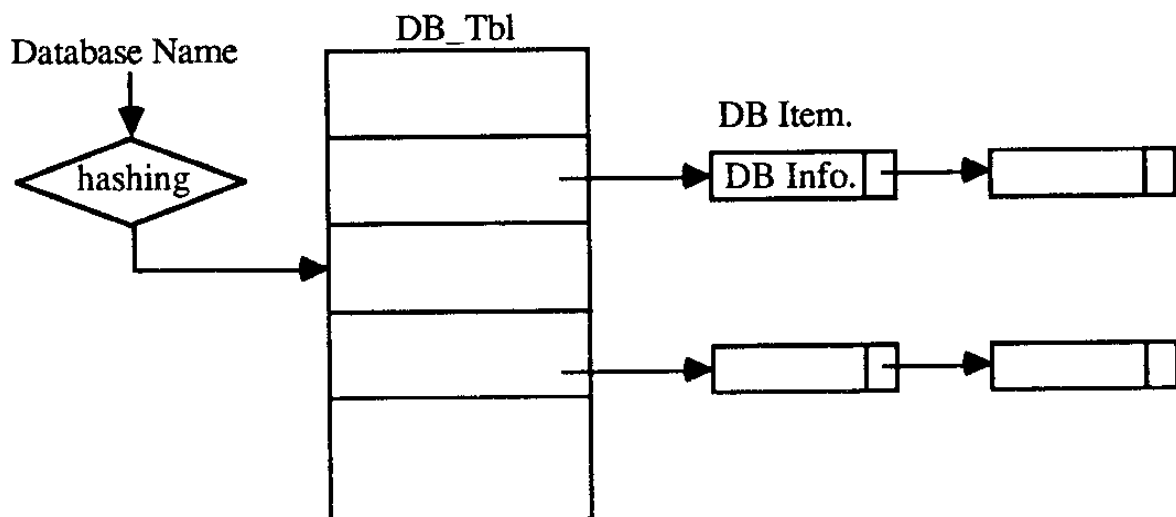 DB_Tbl
Database Name
DB Item.
hashing
DB Info.